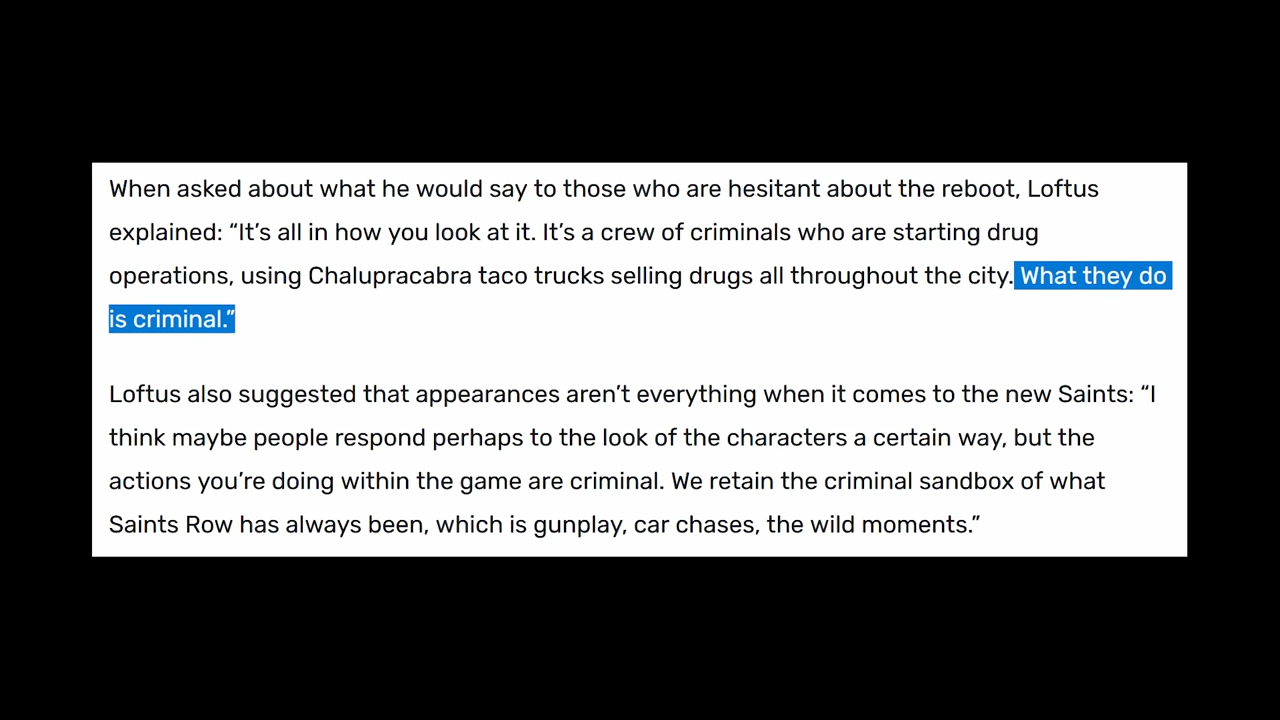 When asked about what he would say to those who are hesitant about the reboot, Loftus
explained: “It’s all in how you look at it. It’s a crew of criminals who are starting drug
operations, using Chalupracabra taco trucks selling drugs all throughout the city. What they do
is criminal.”
Loftus also suggested that appearances aren’t everything when it comes to the new Saints: “I
think maybe people respond perhaps to the look of the characters a certain way, but the
actions you’re doing within the game are criminal. We retain the criminal sandbox of what
Saints Row has always been, which is gunplay, car chases, the wild moments.”